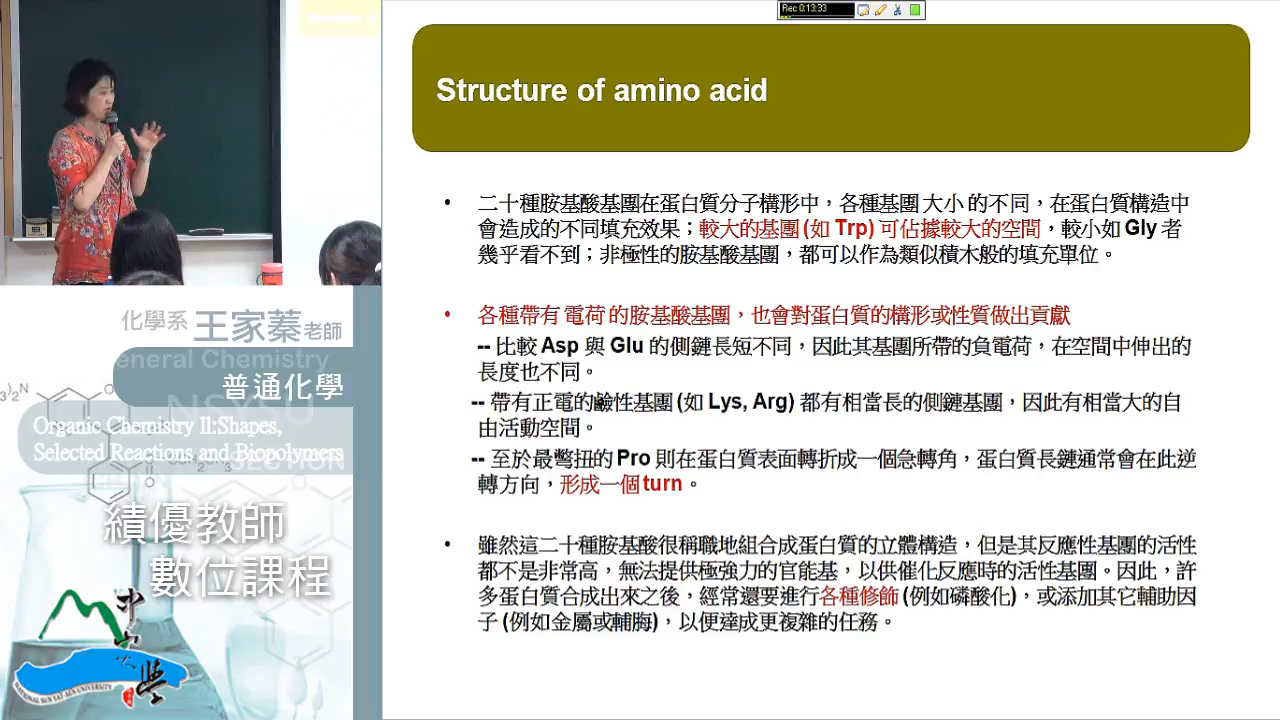 Rec 0:13:33
Structure of amino acid
• 二十種胺基酸基團在蛋白質分子構形中，各種基團 大小 的不同，在蛋白質構造中
會造成的不同填充效果；較大的基團 (如 Trp) 可佔據較大的空間，較小如 Gly 者
幾乎看不到；非極性的胺基酸基團，都可以作為類似積木般的填充單位。
• 各種帶有 電荷 的胺基酸基團，也會對蛋白質的構形或性質做出貢獻
-- 比較 Asp 與 Glu 的側鏈長短不同，因此其基團所帶的負電荷，在空間中伸出的
長度也不同。
-- 帶有正電的鹼性基團 (如 Lys, Arg) 都有相當長的側鏈基團，因此有相當大的自
由活動空間。
-- 至於最彆扭的 Pro 則在蛋白質表面轉折成一個急轉角，蛋白質長鏈通常會在此逆
轉方向，形成一個 turn。
• 雖然這二十種胺基酸很稱職地組合成蛋白質的立體構造，但是其反應性基團的活性
都不是非常高，無法提供極強力的官能基，以供催化反應時的活性基團。因此，許
多蛋白質合成出來之後，經常還要進行各種修飾 (例如磷酸化)，或添加其它輔助因
子 (例如金屬或輔脢)，以便達成更複雜的任務。
化學系 王家蓁老師
General Chemistry
普通化學
NSYSU
Organic Chemistry II:Shapes,
Selected Reactions and Biopolymers
SECTION
績優教師
數位課程
中山大學
NATIONAL SUN YAT-SEN UNIVERSITY